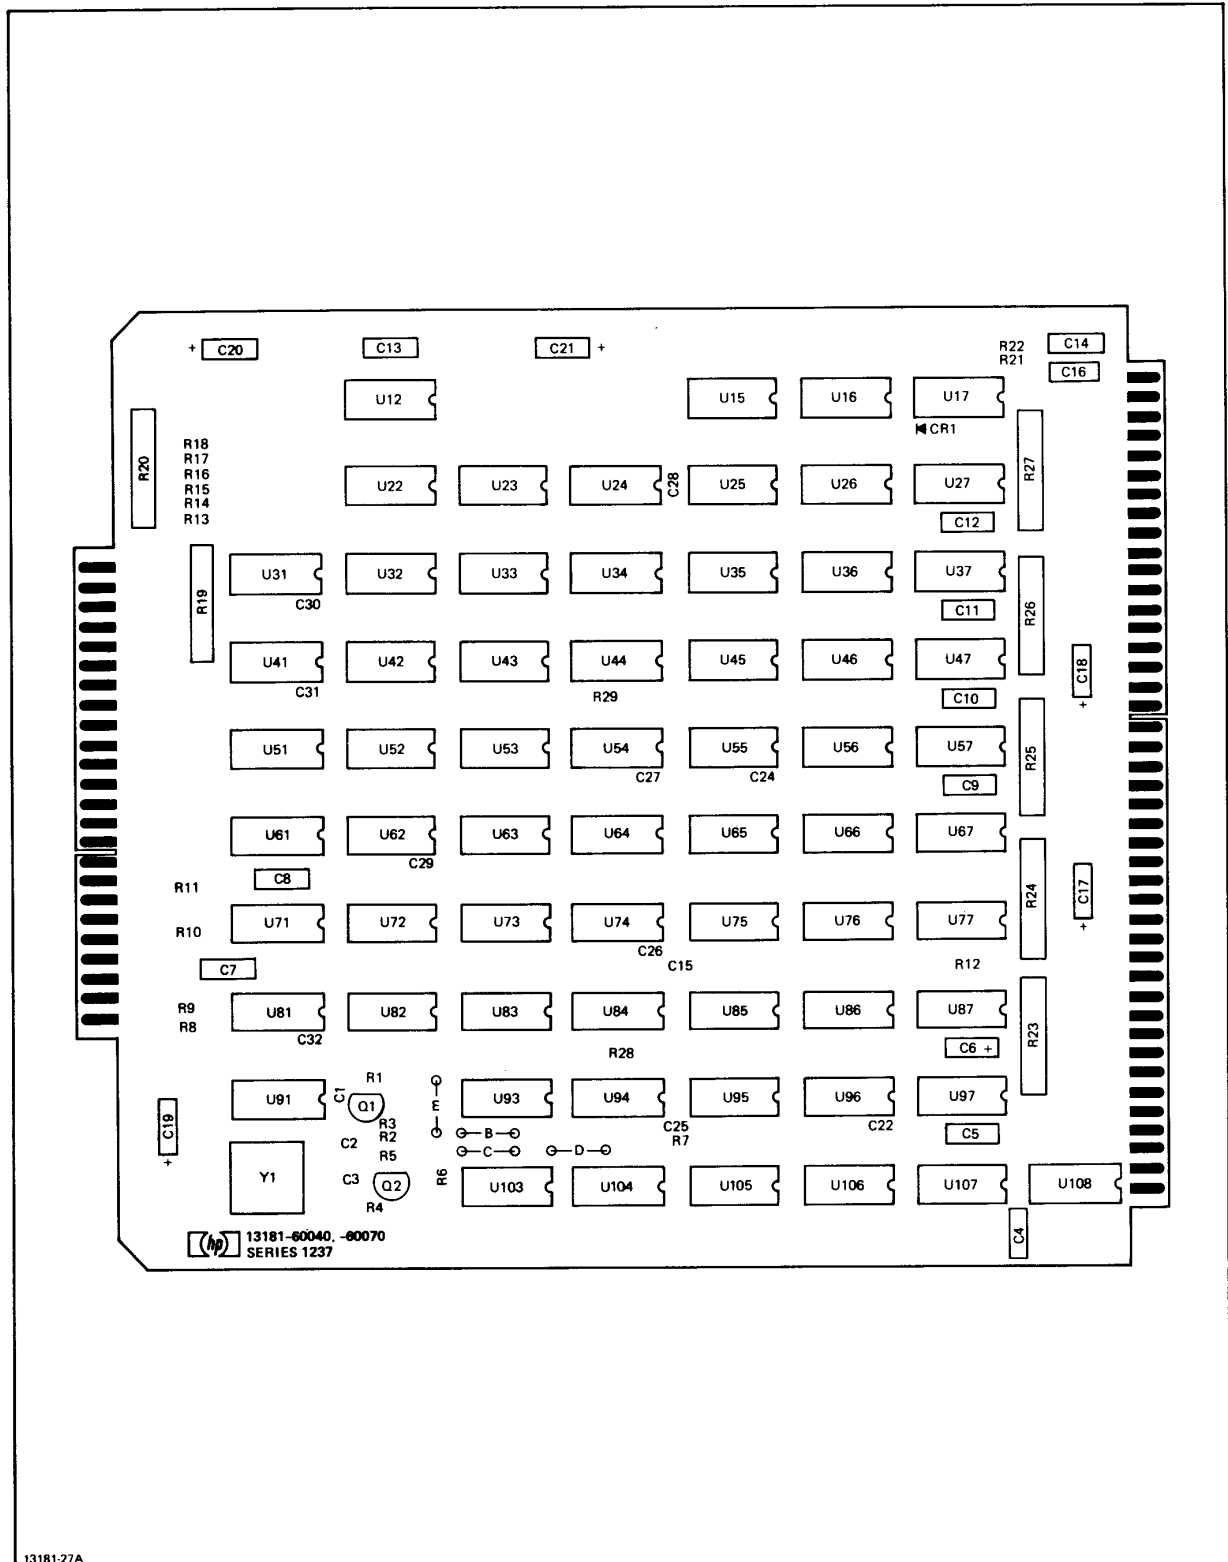 + C20 C13 C21 + R22 C14
R21
C16
U12 U15 U16 U17
CR1
R20 R18 R27
R17
R16
R15
R14
R13
U22 U23 U24 C28 U25 U26 U27
C12
R19 U31 U32 U33 U34 U35 U36 U37 R26
C30 C11
U41 U42 U43 U44 U45 U46 U47 C18
C31 R29 C10 +
U51 U52 U53 U54 U55 U56 U57 R25
C27 C24 C9
U61 U62 U63 U64 U65 U66 U67
C29
R11 C8 R24 C17
R10 U71 U72 U73 U74 U75 U76 U77 +
C26
C7 C15 R12
R9 U81 U82 U83 U84 U85 U86 U87 R23
R8
C32 R28 C6 +
R1
U91 C1 Q1 E U93 U94 U95 U96 U97
C19 R3 C25 C22
+ C2 R2 B R7 C5
R5 C D
Y1 C3 Q2 R6 U103 U104 U105 U106 U107 U108
R4
hp 13181-60040, -60070 C4
SERIES 1237
13181-27A